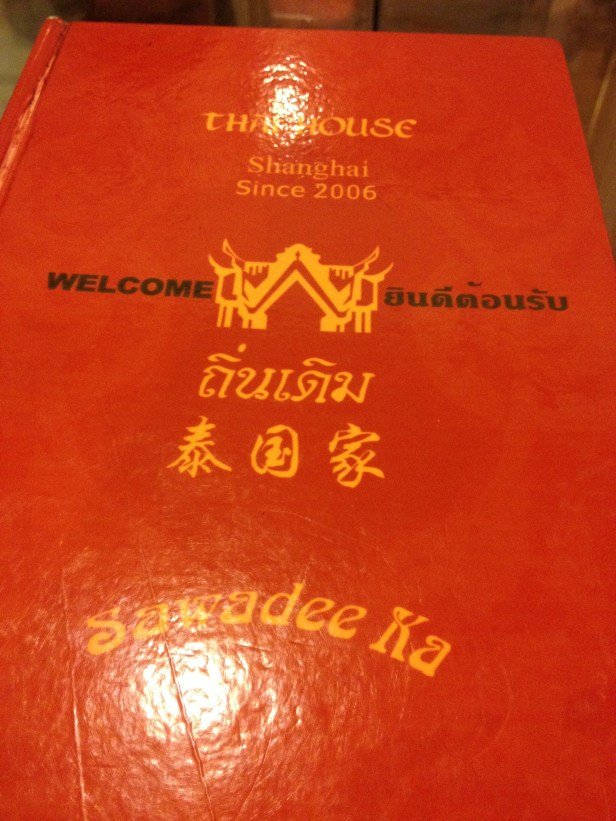 THAI HOUSE
Shanghai
Since 2006
WELCOME ยินดีต้อนรับ
ถิ่นเดิม
泰国家
Sawadee Ka